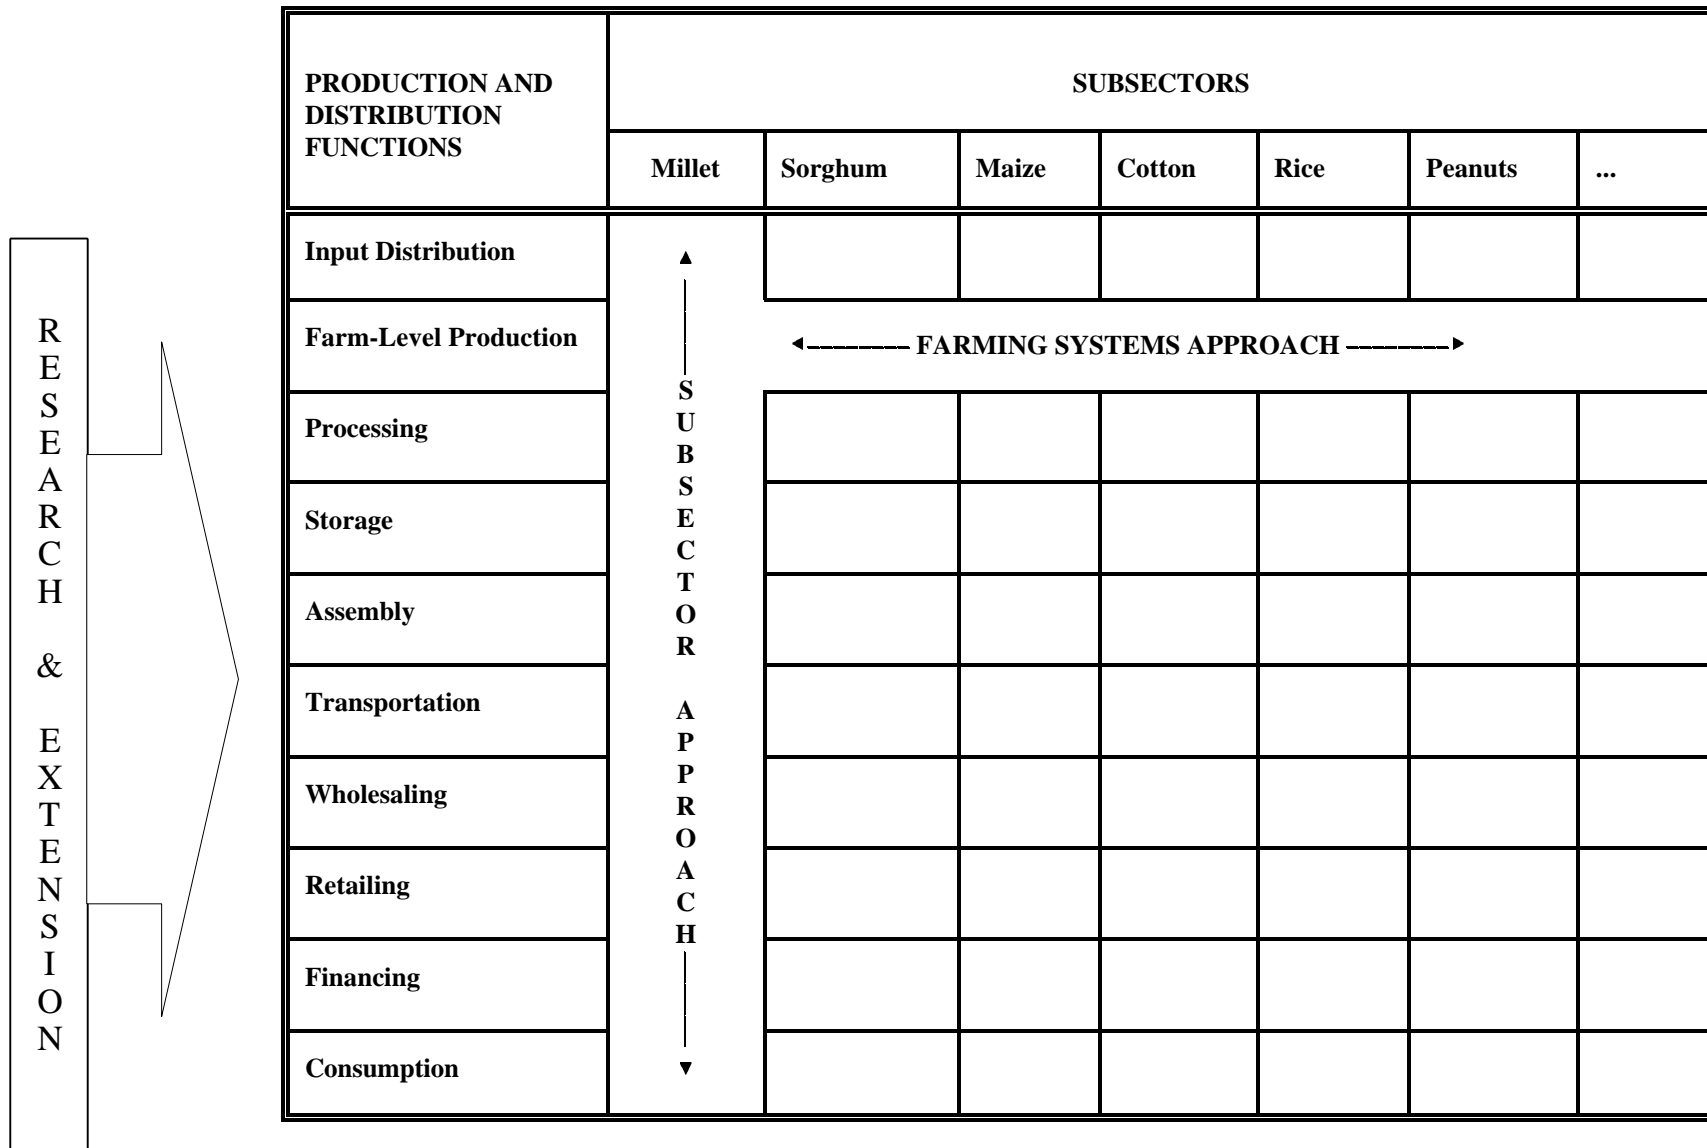 PRODUCTION AND
DISTRIBUTION
FUNCTIONS
SUBSECTORS
Millet
Sorghum
Maize
Cotton
Rice
Peanuts
...
RESEARCH & EXTENSION
Input Distribution
Farm-Level Production
FARMING SYSTEMS APPROACH
SUBSECTOR APPROACH
Processing
Storage
Assembly
Transportation
Wholesaling
Retailing
Financing
Consumption